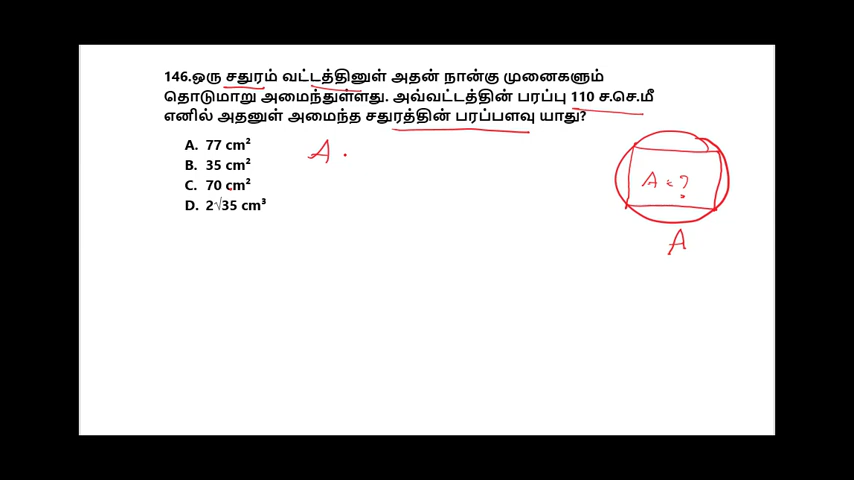 146.ஒரு சதுரம் வட்டத்தினுள் அதன் நான்கு முனைகளும்
தொடுமாறு அமைந்துள்ளது. அவ்வட்டத்தின் பரப்பு 110 ச.செ.மீ
எனில் அதனுள் அமைந்த சதுரத்தின் பரப்பளவு யாது?
A. 77 cm²
A .
B. 35 cm²
C. 70 cm²
D. 2√35 cm³
A = ?
A